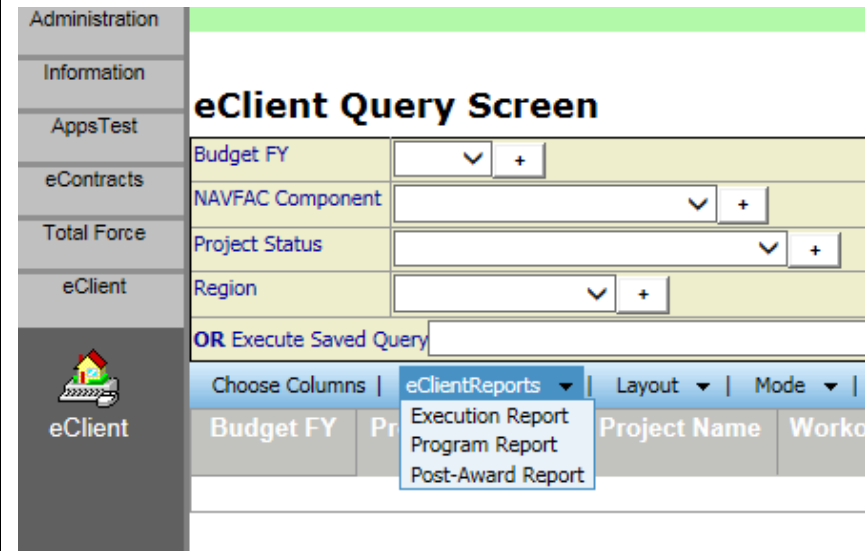 Administration
Information
AppsTest
eContracts
Total Force
eClient
eClient
eClient Query Screen
Budget FY +
NAVFAC Component +
Project Status +
Region +
OR Execute Saved Query
Choose Columns | eClientReports | Layout | Mode |
Execution Report
Program Report
Post-Award Report
Budget FY Project Name